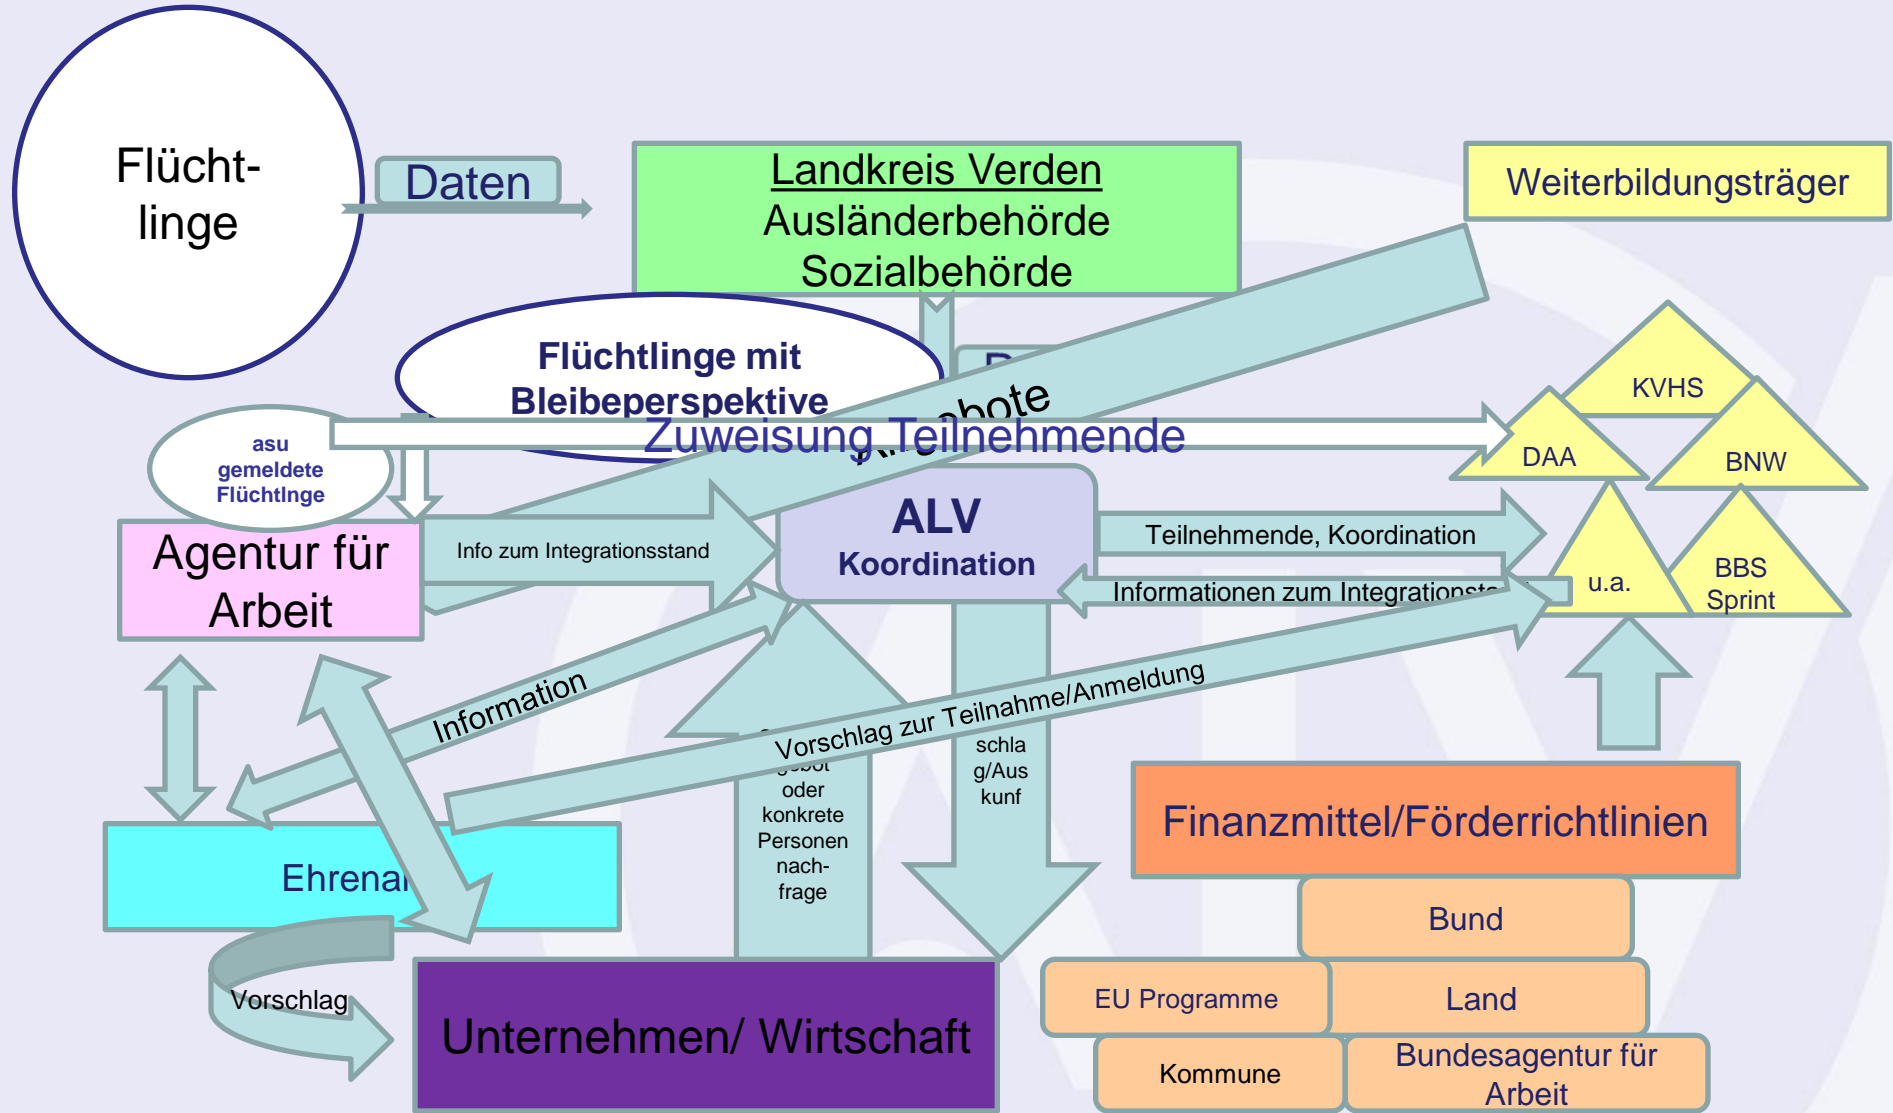 Flücht-
linge
Daten
Landkreis Verden
Ausländerbehörde
Sozialbehörde
Weiterbildungsträger
Flüchtlinge mit
Bleibeperspektive
Zuweisung Teilnehmende
asu
gemeldete
Flüchtlnge
KVHS
DAA
BNW
u.a.
BBS
Sprint
Agentur für
Arbeit
Info zum Integrationsstand
ALV
Koordination
Teilnehmende, Koordination
Informationen zum
Information
Vorschlag zur Teilnahme/Anmeldung
oder
konkrete
Personen
nach-
frage
schla
g/Aus
kunf
Finanzmittel/Förderrichtlinien
Bund
EU Programme
Land
Kommune
Bundesagentur für
Arbeit
Vorschlag
Unternehmen/ Wirtschaft